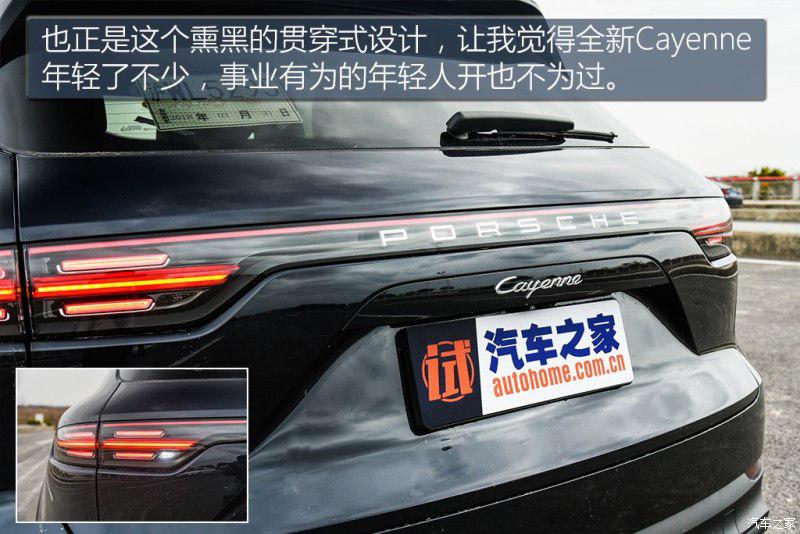 也正是这个熏黑的贯穿式设计，让我觉得全新Cayenne
年轻了不少，事业有为的年轻人开也不为过。
PORSCHE
Cayenne
试
汽车之家
autohome.com.cn
汽车之家